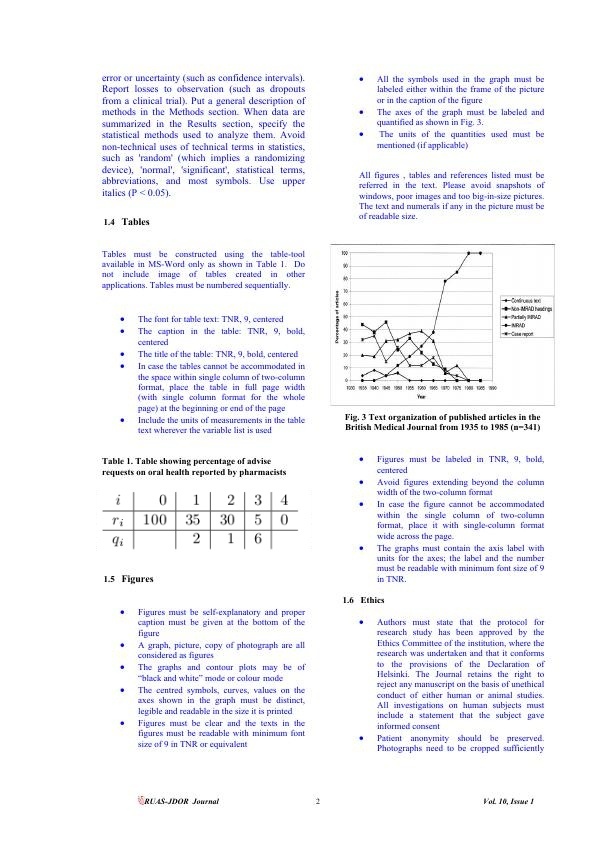 error or uncertainty (such as confidence intervals).
Report losses to observation (such as dropouts
from a clinical trial). Put a general description of
methods in the Methods section. When data are
summarized in the Results section, specify the
statistical methods used to analyze them. Avoid
non-technical uses of technical terms in statistics,
such as 'random' (which implies a randomizing
device), 'normal', 'significant', statistical terms,
abbreviations, and most symbols. Use upper
italics (P < 0.05).
1.4 Tables
Tables must be constructed using the table-tool
available in MS-Word only as shown in Table 1. Do
not include image of tables created in other
applications. Tables must be numbered sequentially.
• The font for table text: TNR, 9, centered
• The caption in the table: TNR, 9, bold,
centered
• The title of the table: TNR, 9, bold, centered
• In case the tables cannot be accommodated in
the space within single column of two-column
format, place the table in full page width
(with single column format for the whole
page) at the beginning or end of the page
• Include the units of measurements in the table
text wherever the variable list is used
Table 1. Table showing percentage of advise
requests on oral health reported by pharmacists
i 0 1 2 3 4
ri 100 35 30 5 0
qi 2 1 6
1.5 Figures
• Figures must be self-explanatory and proper
caption must be given at the bottom of the
figure
• A graph, picture, copy of photograph are all
considered as figures
• The graphs and contour plots may be of
“black and white” mode or colour mode
• The centred symbols, curves, values on the
axes shown in the graph must be distinct,
legible and readable in the size it is printed
• Figures must be clear and the texts in the
figures must be readable with minimum font
size of 9 in TNR or equivalent
• All the symbols used in the graph must be
labeled either within the frame of the picture
or in the caption of the figure
• The axes of the graph must be labeled and
quantified as shown in Fig. 3.
• The units of the quantities used must be
mentioned (if applicable)
All figures , tables and references listed must be
referred in the text. Please avoid snapshots of
windows, poor images and too big-in-size pictures.
The text and numerals if any in the picture must be
of readable size.
Percentage of articles
100
90
80
70
60
50
40
30
20
10
0
1930 1935 1940 1945 1950 1955 1960 1965 1970 1975 1980 1985 1990
Year
Continuous text
Non-IMRAD headings
Partially IMRAD
IMRAD
Case report
Fig. 3 Text organization of published articles in the
British Medical Journal from 1935 to 1985 (n=341)
• Figures must be labeled in TNR, 9, bold,
centered
• Avoid figures extending beyond the column
width of the two-column format
• In case the figure cannot be accommodated
within the single column of two-column
format, place it with single-column format
wide across the page.
• The graphs must contain the axis label with
units for the axes; the label and the number
must be readable with minimum font size of 9
in TNR.
1.6 Ethics
• Authors must state that the protocol for
research study has been approved by the
Ethics Committee of the institution, where the
research was undertaken and that it conforms
to the provisions of the Declaration of
Helsinki. The Journal retains the right to
reject any manuscript on the basis of unethical
conduct of either human or animal studies.
All investigations on human subjects must
include a statement that the subject gave
informed consent
• Patient anonymity should be preserved.
Photographs need to be cropped sufficiently
RUAS-JDOR Journal 2 Vol. 10, Issue 1